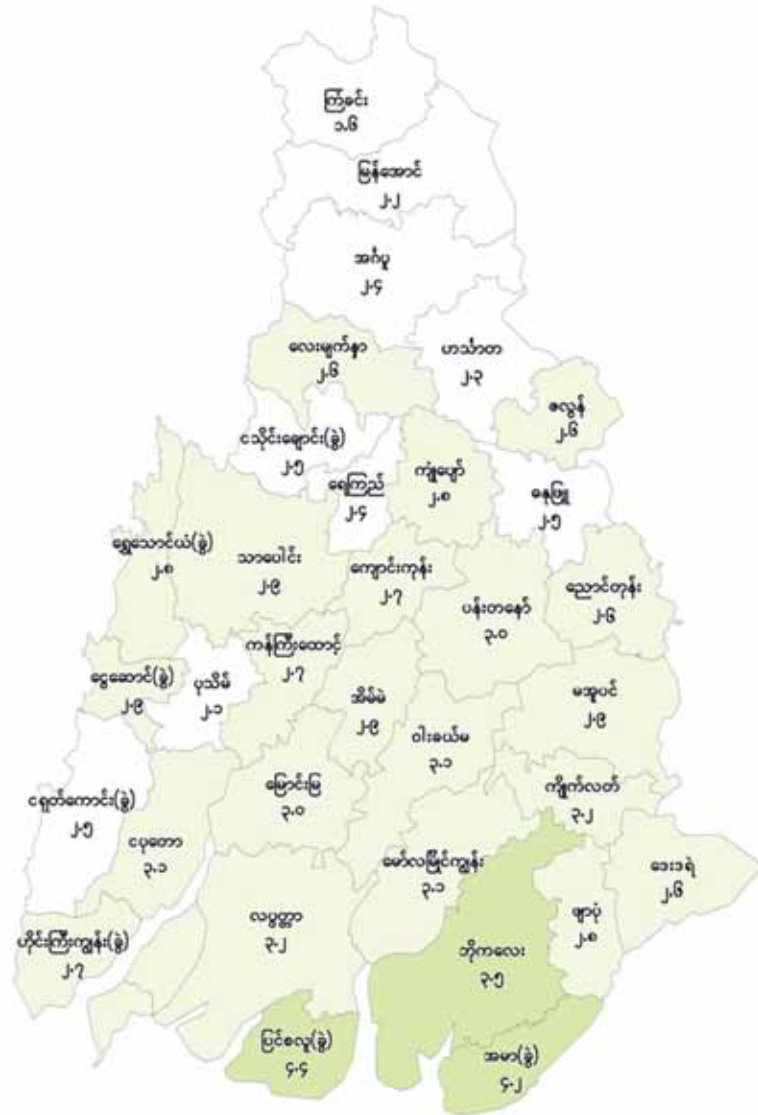 ကြံခင်း
၁.၆
မြန်အောင်
၂.၂
အင်္ဂပူ
၂.၄
လေးမျက်နှာ
၂.၆
ဟင်္သာတ
၂.၃
ဇလွန်
၂.၆
ငသိုင်းချောင်း(ခွဲ)
၂.၅
ရေကြည်
၂.၄
ကျုံပျော်
၂.၈
ဓနုဖြူ
၂.၅
ရွှေသောင်ယံ(ခွဲ)
၂.၈
သာပေါင်း
၂.၉
ကျောင်းကုန်း
၂.၇
ပန်းတနော်
၃.၀
ညောင်တုန်း
၂.၆
ငွေဆောင်(ခွဲ)
၂.၉
ပုသိမ်
၂.၁
ကန်ကြီးထောင့်
၂.၇
အိမ်မဲ
၂.၉
ဝါးခယ်မ
၃.၁
မအူပင်
၂.၉
ငရုတ်ကောင်း(ခွဲ)
၂.၅
ငပုတော
၃.၁
မြောင်းမြ
၃.၀
မော်လမြိုင်ကျွန်း
၃.၁
ကျိုက်လတ်
၃.၂
ဒေးဒရဲ
၂.၆
ဟိုင်းကြီးကျွန်း(ခွဲ)
၂.၇
လပွတ္တာ
၃.၂
ဘိုကလေး
၃.၅
ဖျာပုံ
၂.၈
ပြင်စလူ(ခွဲ)
၄.၄
အမာ(ခွဲ)
၄.၂